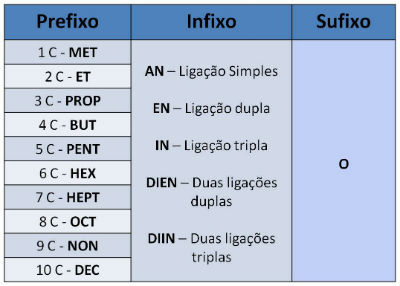 Prefixo Infixo Sufixo
1 C - MET
2 C - ET
3 C - PROP
4 C - BUT
5 C - PENT
6 C - HEX
7 C - HEPT
8 C - OCT
9 C - NON
10 C - DEC
AN – Ligação Simples
EN – Ligação dupla
IN – Ligação tripla
DIEN – Duas ligações
duplas
DIIN – Duas ligações
triplas
O